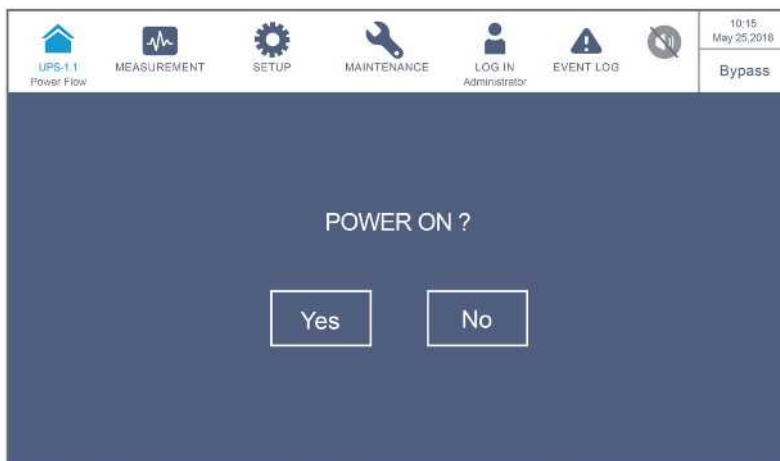 UPS-1.1
Power Flow
MEASUREMENT
SETUP
MAINTENANCE
LOG IN
Administrator
EVENT LOG
10:15
May 25,2018
Bypass
POWER ON ?
Yes
No